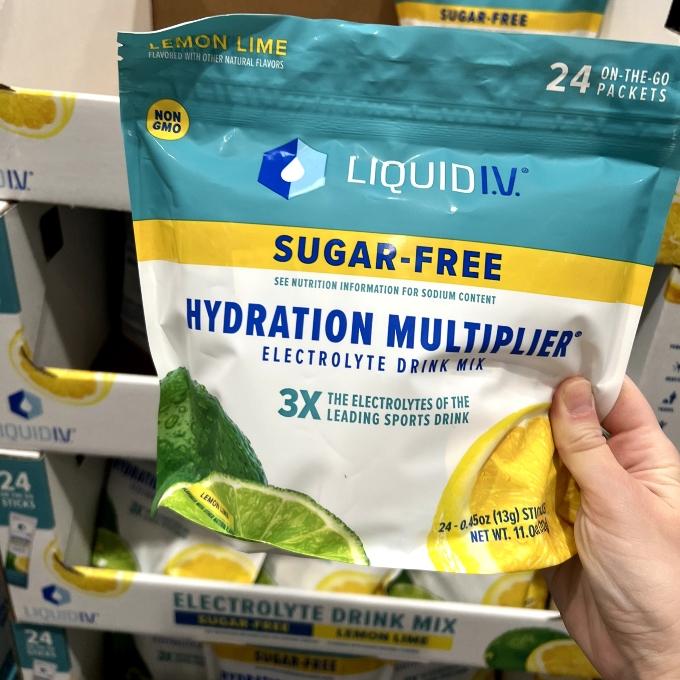 SUGAR-FREE
LEMON LIME
FLAVORED WITH OTHER NATURAL FLAVORS
24 ON-THE-GO
PACKETS
NON
GMO
LIQUID I.V.®
SUGAR-FREE
SEE NUTRITION INFORMATION FOR SODIUM CONTENT
HYDRATION MULTIPLIER®
ELECTROLYTE DRINK MIX
3X THE ELECTROLYTES OF THE
LEADING SPORTS DRINK
LEMON LIME
24 - 0.45oz (13g)
NET WT. 11.0
24
STICKS
LIQUID I.V.
ELECTROLYTE DRINK MIX
SUGAR-FREE LEMON LIME
24
SUGAR-FREE